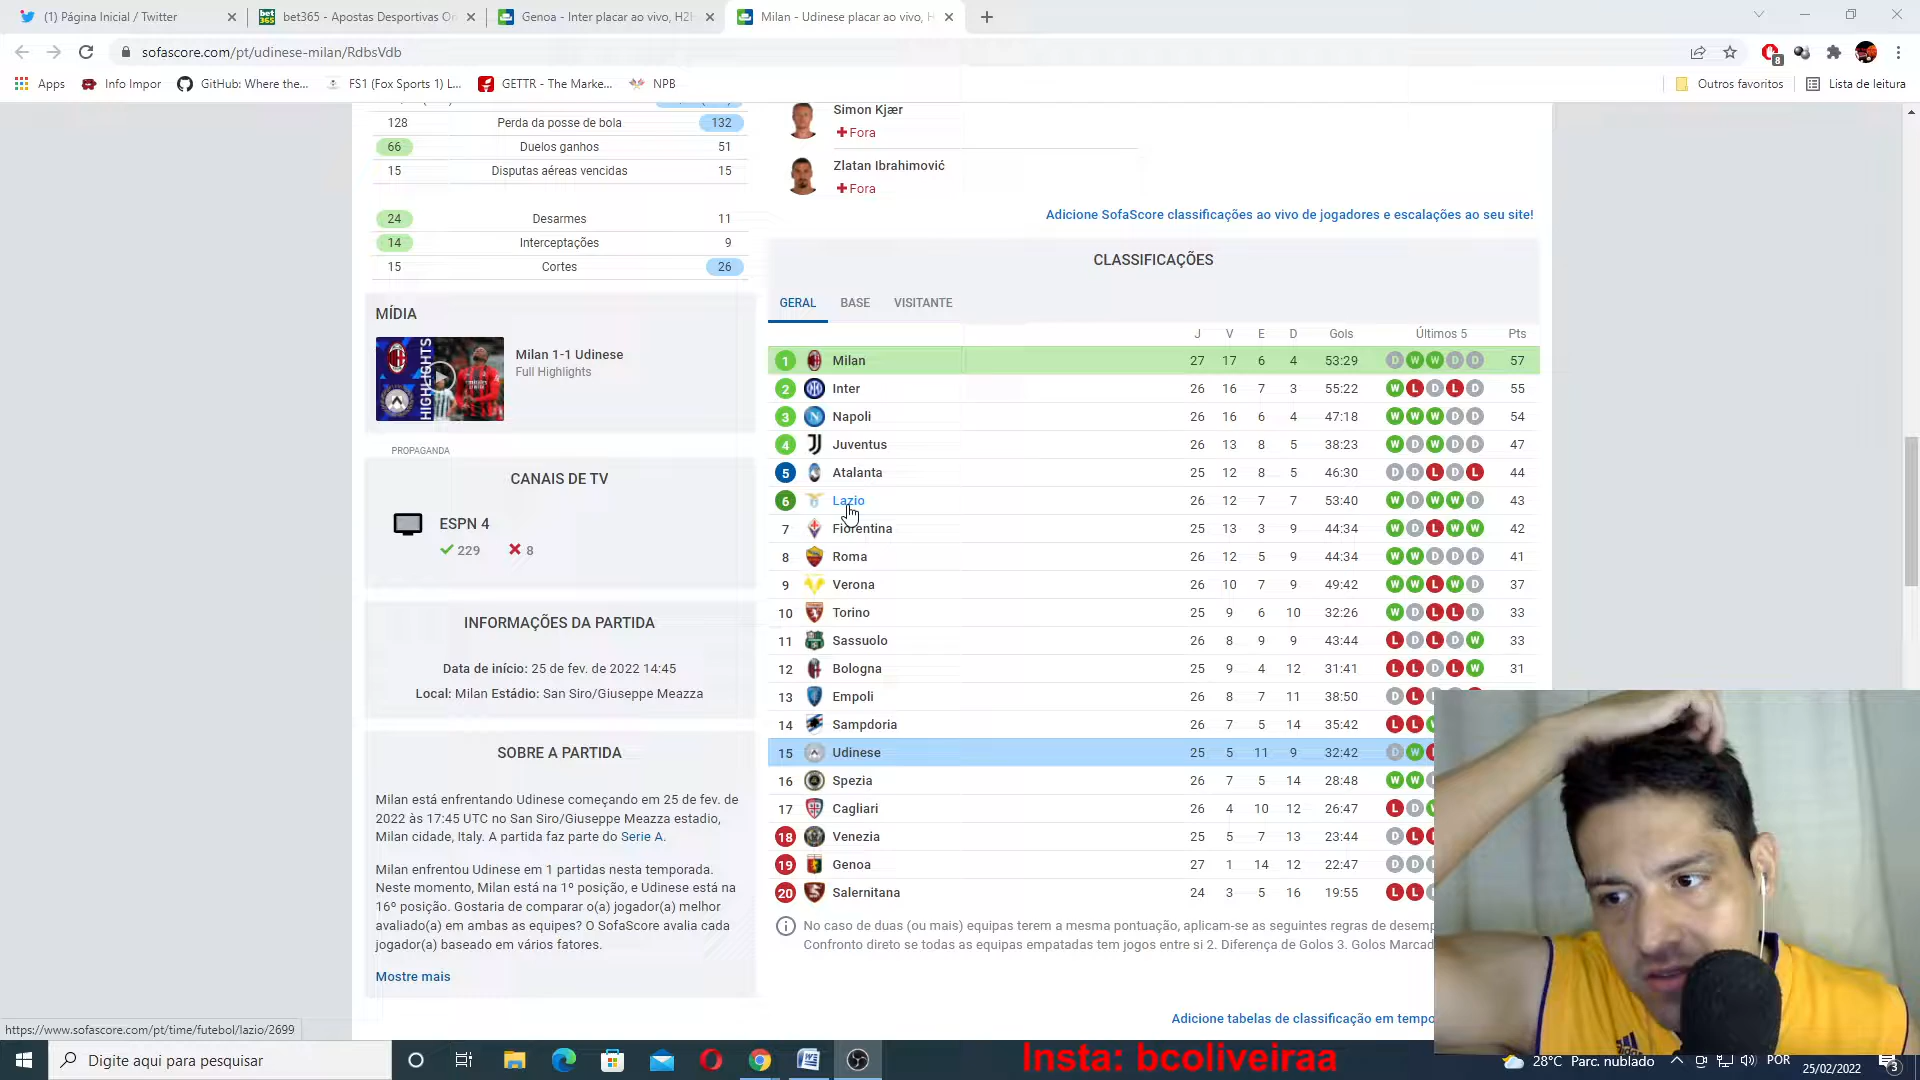 (1) Página Inicial / Twitter
bet365 - Apostas Desportivas On
Genoa - Inter placar ao vivo, H2H
Milan - Udinese placar ao vivo, H
sofascore.com/pt/udinese-milan/RdbsVdb
Apps
Info Impor
GitHub: Where the...
FS1 (Fox Sports 1) L...
GETTR - The Marke...
NPB
Outros favoritos
Lista de leitura
128 Perda da posse de bola 132
66 Duelos ganhos 51
15 Disputas aéreas vencidas 15
24 Desarmes 11
14 Interceptações 9
15 Cortes 26
MÍDIA
HIGHLIGHTS
Milan 1-1 Udinese
Full Highlights
PROPAGANDA
CANAIS DE TV
ESPN 4
229 8
INFORMAÇÕES DA PARTIDA
Data de início: 25 de fev. de 2022 14:45
Local: Milan Estádio: San Siro/Giuseppe Meazza
SOBRE A PARTIDA
Milan está enfrentando Udinese começando em 25 de fev. de
2022 às 17:45 UTC no San Siro/Giuseppe Meazza estadio,
Milan cidade, Italy. A partida faz parte do Serie A.
Milan enfrentou Udinese em 1 partidas nesta temporada.
Neste momento, Milan está na 1º posição, e Udinese está na
16º posição. Gostaria de comparar o(a) jogador(a) melhor
avaliado(a) em ambas as equipes? O SofaScore avalia cada
jogador(a) baseado em vários fatores.
Mostre mais
Simon Kjær
Fora
Zlatan Ibrahimović
Fora
Adicione SofaScore classificações ao vivo de jogadores e escalações ao seu site!
CLASSIFICAÇÕES
GERAL BASE VISITANTE
J V E D Gols Últimos 5 Pts
1 Milan 27 17 6 4 53:29 D W W D D 57
2 Inter 26 16 7 3 55:22 W L D L D 55
3 Napoli 26 16 6 4 47:18 W W W D D 54
4 Juventus 26 13 8 5 38:23 W D W D D 47
5 Atalanta 25 12 8 5 46:30 D D L D L 44
6 Lazio 26 12 7 7 53:40 W D W W D 43
7 Fiorentina 25 13 3 9 44:34 W D L W W 42
8 Roma 26 12 5 9 44:34 W W D D D 41
9 Verona 26 10 7 9 49:42 W W L W D 37
10 Torino 25 9 6 10 32:26 W D L L D 33
11 Sassuolo 26 8 9 9 43:44 L D L D W 33
12 Bologna 25 9 4 12 31:41 L L D L W 31
13 Empoli 26 8 7 11 38:50 D L
14 Sampdoria 26 7 5 14 35:42 L L
15 Udinese 25 5 11 9 32:42 D W
16 Spezia 26 7 5 14 28:48 W W
17 Cagliari 26 4 10 12 26:47 L D
18 Venezia 25 5 7 13 23:44 D L
19 Genoa 27 1 14 12 22:47 D D
20 Salernitana 24 3 5 16 19:55 L L
No caso de duas (ou mais) equipas terem a mesma pontuação, aplicam-se as seguintes regras de desemp
Confronto direto se todas as equipas empatadas tem jogos entre si 2. Diferença de Golos 3. Golos Marcad
Adicione tabelas de classificação em tempo
https://www.sofascore.com/pt/time/futebol/lazio/2699
Digite aqui para pesquisar
Insta: bcoliveiraa
28°C Parc. nublado
POR
25/02/2022
3